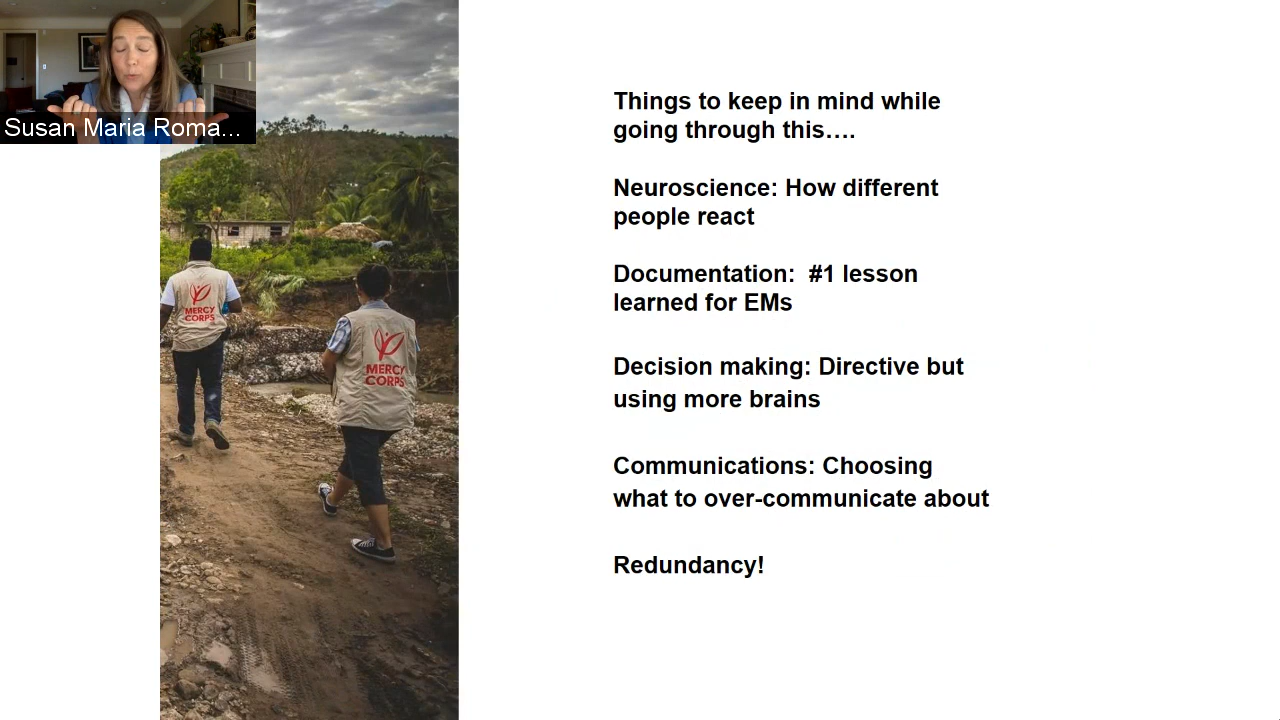 Susan Maria Roma...
MERCY
CORPS
MERCY
CORPS
Things to keep in mind while
going through this....
Neuroscience: How different
people react
Documentation:  #1 lesson
learned for EMs
Decision making: Directive but
using more brains
Communications: Choosing
what to over-communicate about
Redundancy!